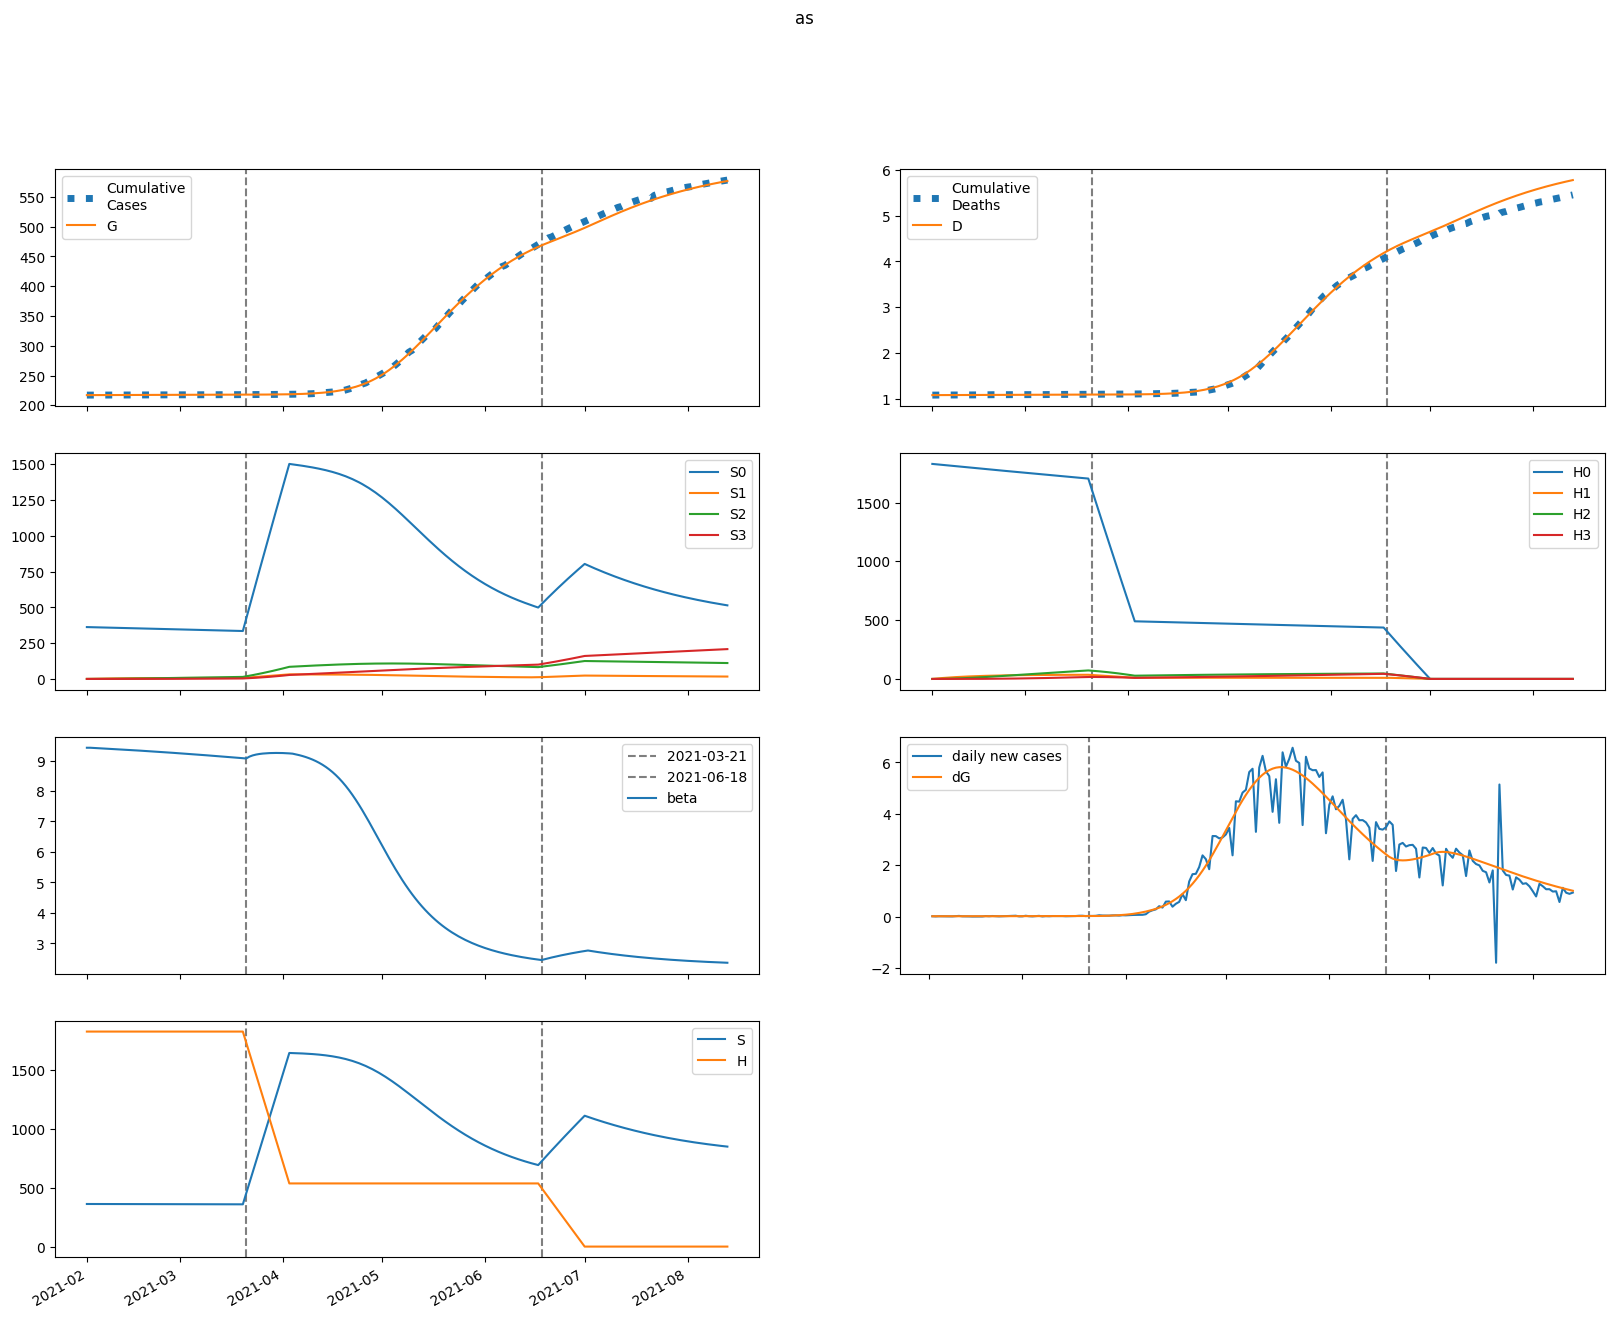 as
Cumulative
Cases
G
550
500
450
400
350
300
250
200
Cumulative
Deaths
D
6
5
4
3
2
1
S0
S1
S2
S3
1500
1250
1000
750
500
250
0
H0
H1
H2
H3
1500
1000
500
0
2021-03-21
2021-06-18
beta
9
8
7
6
5
4
3
daily new cases
dG
6
4
2
0
−2
S
H
1500
1000
500
0
2021-02
2021-03
2021-04
2021-05
2021-06
2021-07
2021-08